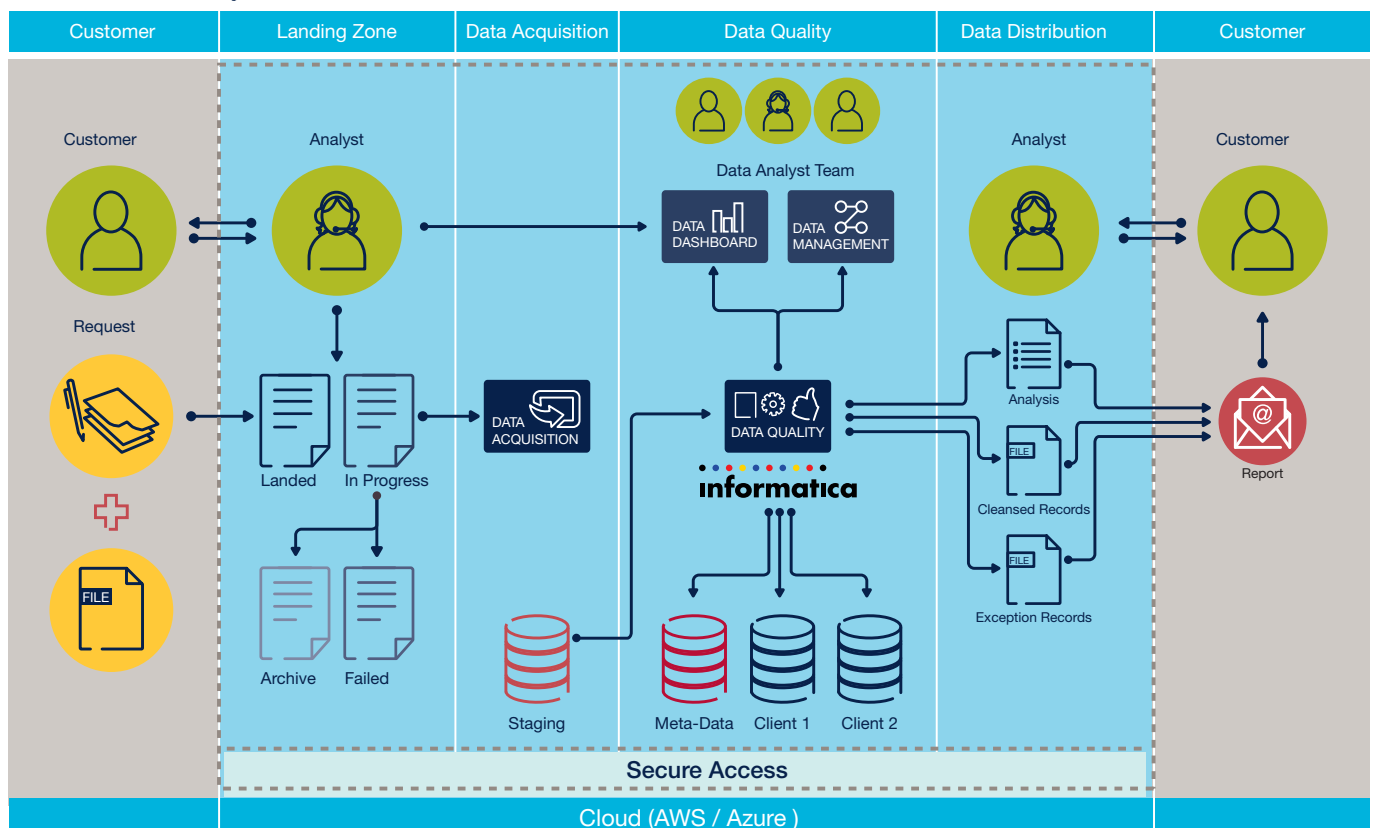 Customer
Landing Zone
Data Acquisition
Data Quality
Data Distribution
Customer
Customer
Analyst
Data Analyst Team
Analyst
Customer
DATA
DASHBOARD
DATA
MANAGEMENT
Request
Landed
In Progress
DATA
ACQUISITION
DATA QUALITY
informatica
Analysis
FILE
Cleansed Records
FILE
Exception Records
@
Report
FILE
Archive
Failed
Staging
Meta-Data
Client 1
Client 2
Secure Access
Cloud (AWS / Azure )